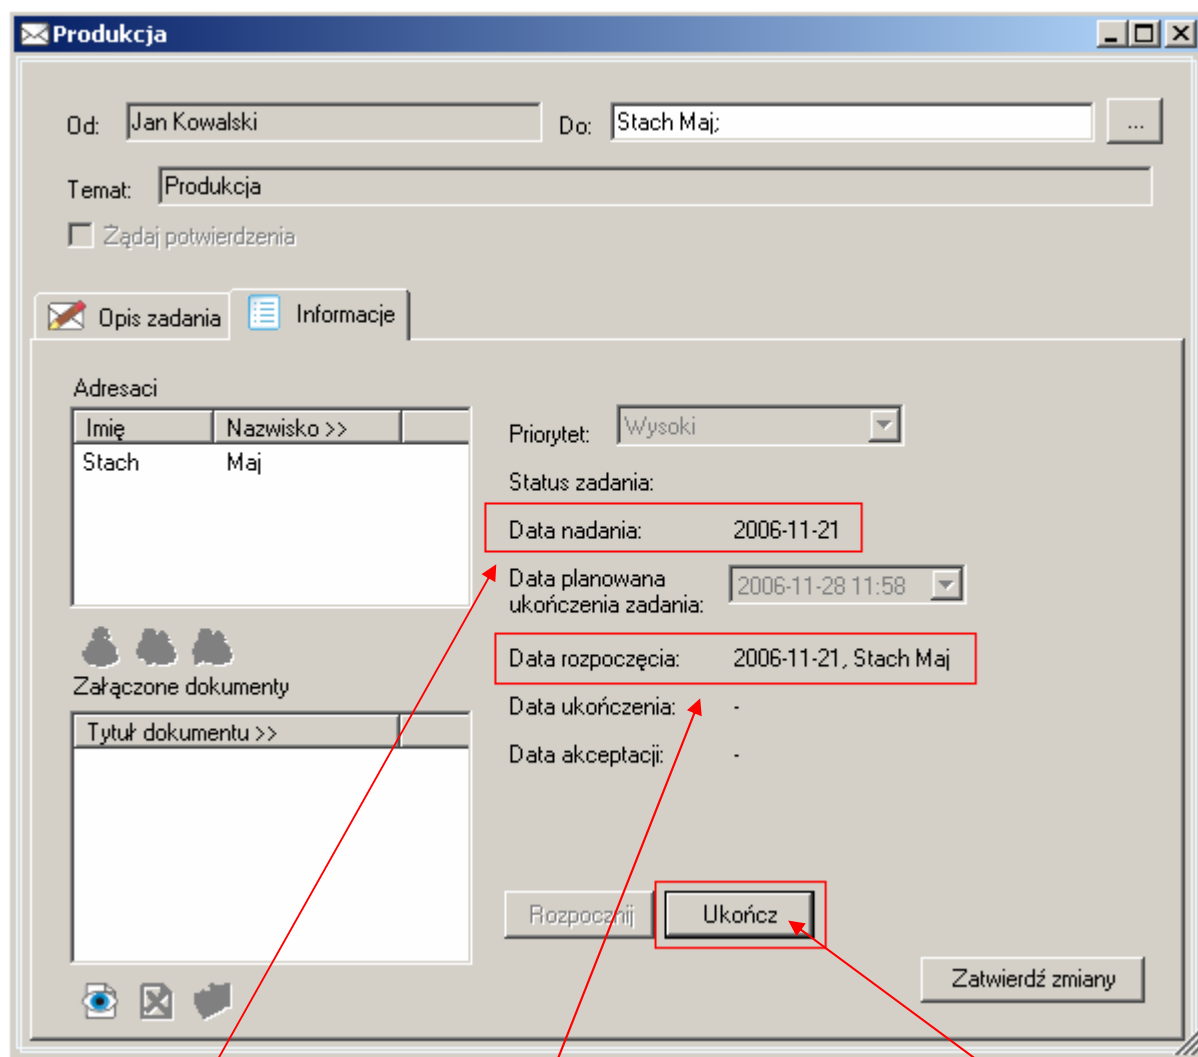 Produkcja
Od: Jan Kowalski Do: Stach Maj; ...
Temat: Produkcja
Żądaj potwierdzenia
Opis zadania Informacje
Adresaci
Imię Nazwisko >>
Stach Maj
Priorytet: Wysoki
Status zadania:
Data nadania: 2006-11-21
Data planowana
ukończenia zadania: 2006-11-28 11:58
Data rozpoczęcia: 2006-11-21, Stach Maj
Data ukończenia: -
Data akceptacji: -
Załączone dokumenty
Tytuł dokumentu >>
Rozpocznij Ukończ
Zatwierdź zmiany